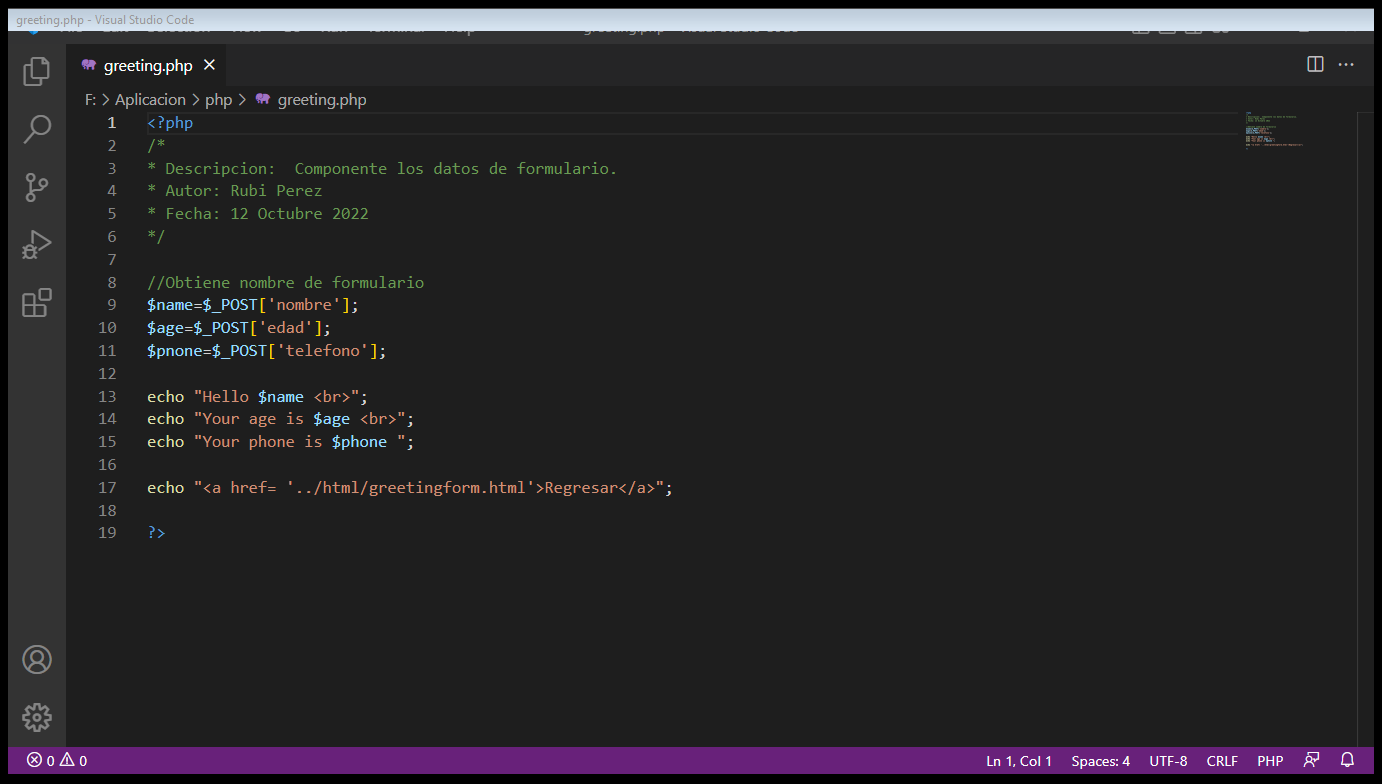 greeting.php - Visual Studio Code
greeting.php
F: > Aplicacion > php > greeting.php
1 <?php
2 /*
3 * Descripcion:  Componente los datos de formulario.
4 * Autor: Rubi Perez
5 * Fecha: 12 Octubre 2022
6 */
7
8 //Obtiene nombre de formulario
9 $name=$_POST['nombre'];
10 $age=$_POST['edad'];
11 $pnone=$_POST['telefono'];
12
13 echo "Hello $name <br>";
14 echo "Your age is $age <br>";
15 echo "Your phone is $phone ";
16
17 echo "<a href= '../html/greetingform.html'>Regresar</a>";
18
19 ?>
0 0 Ln 1, Col 1 Spaces: 4 UTF-8 CRLF PHP